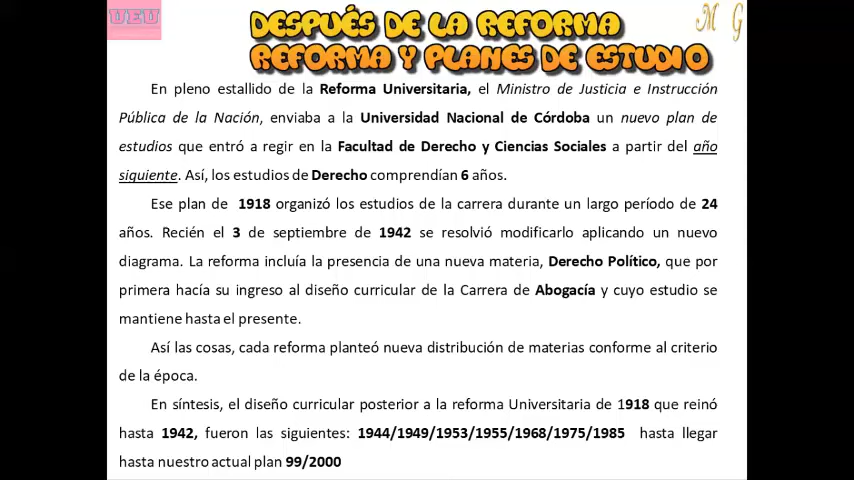 UEU
DESPUÉS DE LA REFORMA
M G
REFORMA Y PLANES DE ESTUDIO
En pleno estallido de la Reforma Universitaria, el Ministro de Justicia e Instrucción
Pública de la Nación, enviaba a la Universidad Nacional de Córdoba un nuevo plan de
estudios que entró a regir en la Facultad de Derecho y Ciencias Sociales a partir del año
siguiente. Así, los estudios de Derecho comprendían 6 años.
Ese plan de 1918 organizó los estudios de la carrera durante un largo período de 24
años. Recién el 3 de septiembre de 1942 se resolvió modificarlo aplicando un nuevo
diagrama. La reforma incluía la presencia de una nueva materia, Derecho Político, que por
primera hacía su ingreso al diseño curricular de la Carrera de Abogacía y cuyo estudio se
mantiene hasta el presente.
Así las cosas, cada reforma planteó nueva distribución de materias conforme al criterio
de la época.
En síntesis, el diseño curricular posterior a la reforma Universitaria de 1918 que reinó
hasta 1942, fueron las siguientes: 1944/1949/1953/1955/1968/1975/1985 hasta llegar
hasta nuestro actual plan 99/2000